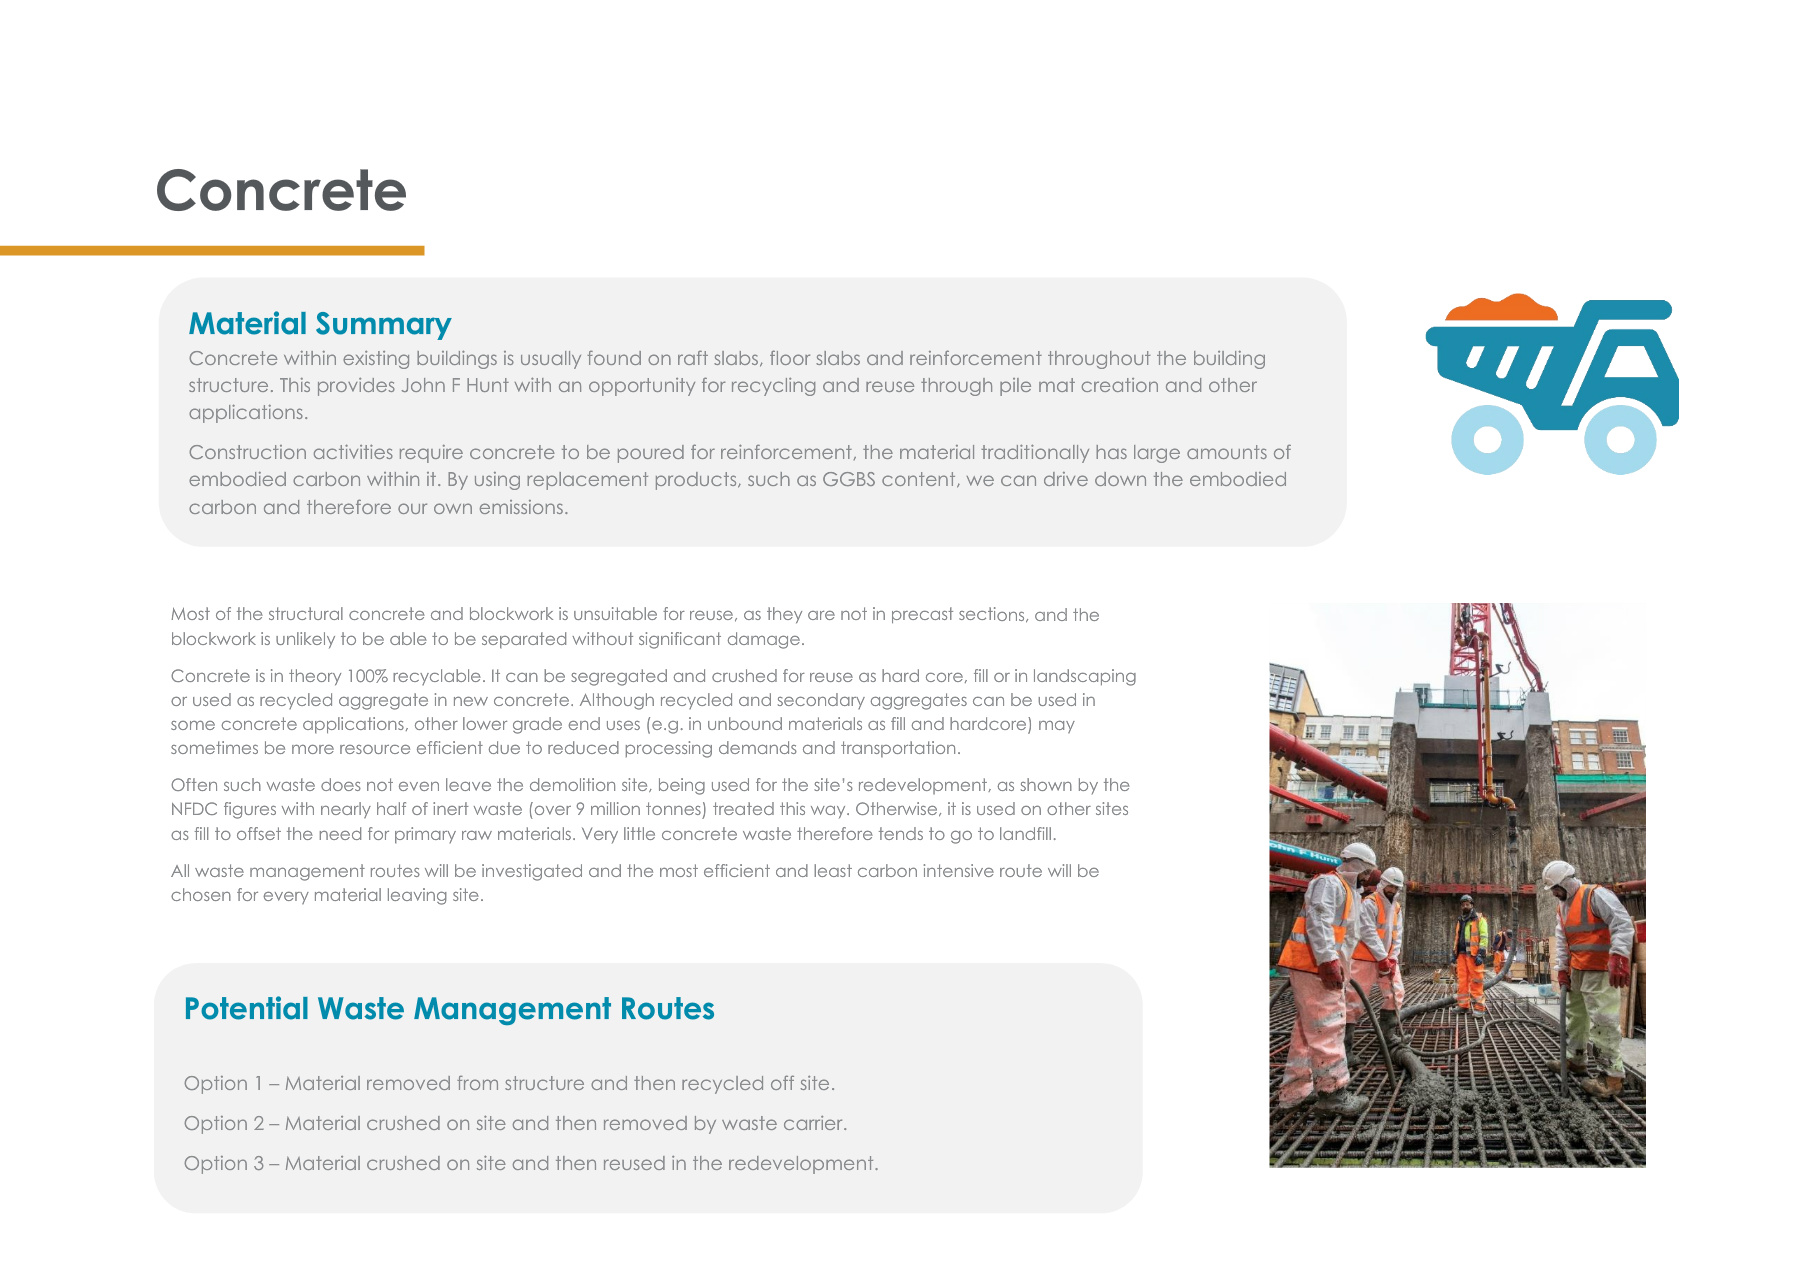 Concrete
Material Summary
Concrete within existing buildings is usually found on raft slabs, floor slabs and reinforcement throughout the building
structure. This provides John F Hunt with an opportunity for recycling and reuse through pile mat creation and other
applications.
Construction activities require concrete to be poured for reinforcement, the material traditionally has large amounts of
embodied carbon within it. By using replacement products, such as GGBS content, we can drive down the embodied
carbon and therefore our own emissions.
Most of the structural concrete and blockwork is unsuitable for reuse, as they are not in precast sections, and the
blockwork is unlikely to be able to be separated without significant damage.
Concrete is in theory 100% recyclable. It can be segregated and crushed for reuse as hard core, fill or in landscaping
or used as recycled aggregate in new concrete. Although recycled and secondary aggregates can be used in
some concrete applications, other lower grade end uses (e.g. in unbound materials as fill and hardcore) may
sometimes be more resource efficient due to reduced processing demands and transportation.
Often such waste does not even leave the demolition site, being used for the site’s redevelopment, as shown by the
NFDC figures with nearly half of inert waste (over 9 million tonnes) treated this way. Otherwise, it is used on other sites
as fill to offset the need for primary raw materials. Very little concrete waste therefore tends to go to landfill.
All waste management routes will be investigated and the most efficient and least carbon intensive route will be
chosen for every material leaving site.
John F Hunt
Potential Waste Management Routes
Option 1 – Material removed from structure and then recycled off site.
Option 2 – Material crushed on site and then removed by waste carrier.
Option 3 – Material crushed on site and then reused in the redevelopment.